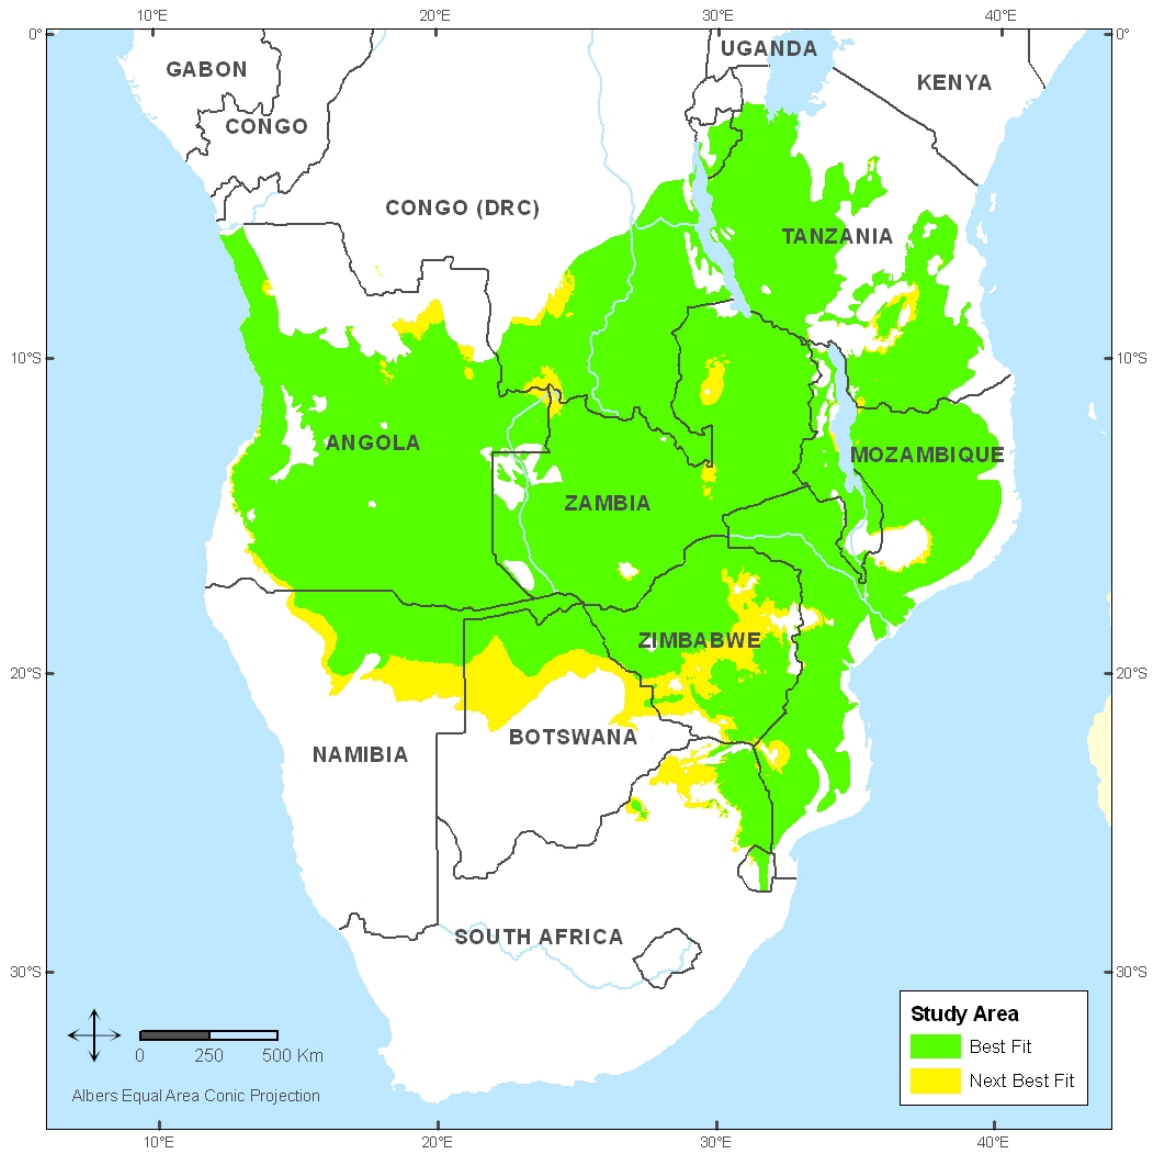 10°E 20°E 30°E 40°E
0° 0°
UGANDA
GABON
KENYA
CONGO
CONGO (DRC)
TANZANIA
10°S 10°S
ANGOLA
MOZAMBIQUE
ZAMBIA
ZIMBABWE
20°S 20°S
BOTSWANA
NAMIBIA
SOUTH AFRICA
30°S 30°S
Study Area
Best Fit
Next Best Fit
0 250 500 Km
Albers Equal Area Conic Projection
10°E 20°E 30°E 40°E